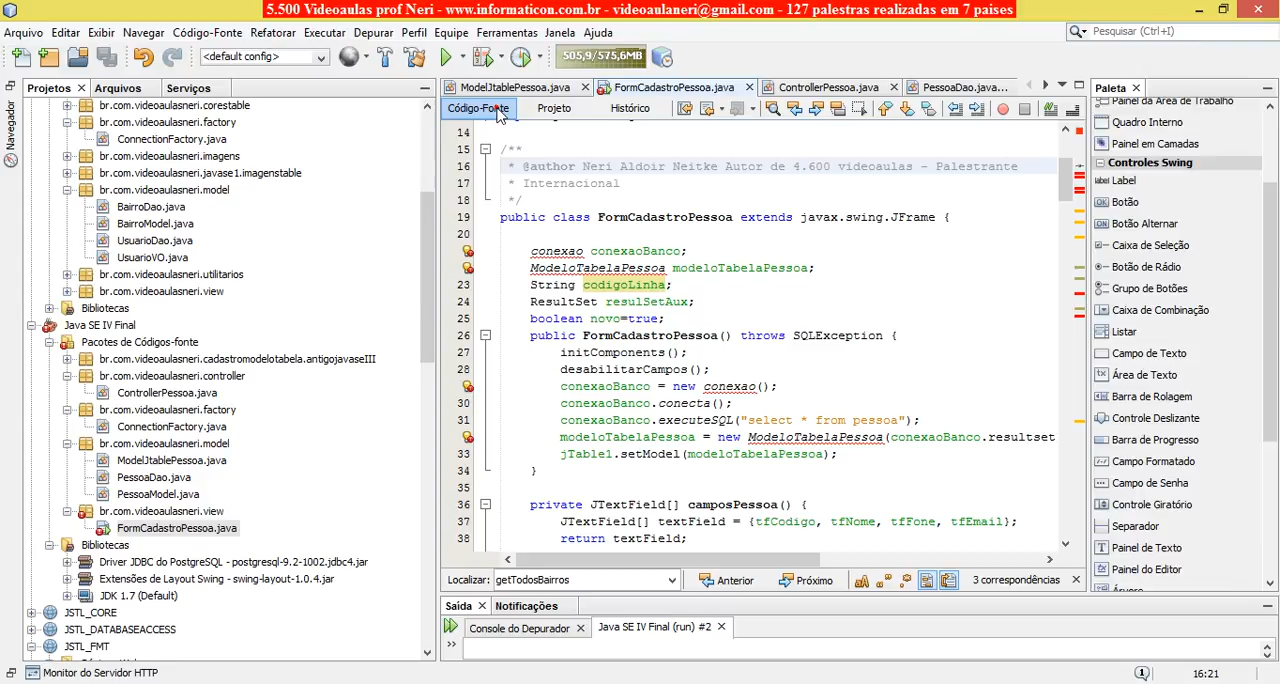 5.500 Videoaulas prof Neri - www.informaticon.com.br - videoaulaneri@gmail.com - 127 palestras realizadas em 7 paises
Arquivo Editar Exibir Navegar Código-Fonte Refatorar Executar Depurar Perfil Equipe Ferramentas Janela Ajuda
Pesquisar (Ctrl+I)
<default config>
505,9/575,6MB
Projetos Arquivos Serviços
Navegador
br.com.videoaulasneri.corestable
br.com.videoaulasneri.factory
ConnectionFactory.java
br.com.videoaulasneri.imagens
br.com.videoaulasneri.javase1.imagenstable
br.com.videoaulasneri.model
BairroDao.java
BairroModel.java
UsuarioDao.java
UsuarioVO.java
br.com.videoaulasneri.utilitarios
br.com.videoaulasneri.view
Bibliotecas
Java SE IV Final
Pacotes de Códigos-fonte
br.com.videoaulasneri.cadastromodelotabela.antigojavaseIII
br.com.videoaulasneri.controller
ControllerPessoa.java
br.com.videoaulasneri.factory
ConnectionFactory.java
br.com.videoaulasneri.model
ModelJtablePessoa.java
PessoaDao.java
PessoaModel.java
br.com.videoaulasneri.view
FormCadastroPessoa.java
Bibliotecas
Driver JDBC do PostgreSQL - postgresql-9.2-1002.jdbc4.jar
Extensões de Layout Swing - swing-layout-1.0.4.jar
JDK 1.7 (Default)
JSTL_CORE
JSTL_DATABASEACCESS
JSTL_FMT
ModelJtablePessoa.java FormCadastroPessoa.java ControllerPessoa.java PessoaDao.java...
Código-Fonte Projeto Histórico
14
15 /**
16 * @author Neri Aldoir Neitke Autor de 4.600 videoaulas - Palestrante
17 * Internacional
18 */
19 public class FormCadastroPessoa extends javax.swing.JFrame {
20
conexao conexaoBanco;
ModeloTabelaPessoa modeloTabelaPessoa;
23 String codigoLinha;
24 ResultSet resulSetAux;
25 boolean novo=true;
26 public FormCadastroPessoa() throws SQLException {
27 initComponents();
28 desabilitarCampos();
conexaoBanco = new conexao();
30 conexaoBanco.conecta();
31 conexaoBanco.executeSQL("select * from pessoa");
modeloTabelaPessoa = new ModeloTabelaPessoa(conexaoBanco.resultset
33 jTable1.setModel(modeloTabelaPessoa);
34 }
35
36 private JTextField[] camposPessoa() {
37 JTextField[] textField = {tfCodigo, tfNome, tfFone, tfEmail};
38 return textField;
Localizar: getTodosBairros Anterior Próximo 3 correspondências
Saída Notificações
Console do Depurador Java SE IV Final (run) #2
Paleta
Painel da Área de Trabalho
Quadro Interno
Painel em Camadas
Controles Swing
label Label
OK Botão
ON Botão Alternar
Caixa de Seleção
Botão de Rádio
Grupo de Botões
Caixa de Combinação
Listar
Campo de Texto
Área de Texto
Barra de Rolagem
Controle Deslizante
Barra de Progresso
Campo Formatado
Campo de Senha
Controle Giratório
Separador
Painel de Texto
Painel do Editor
Monitor do Servidor HTTP
1
16:21